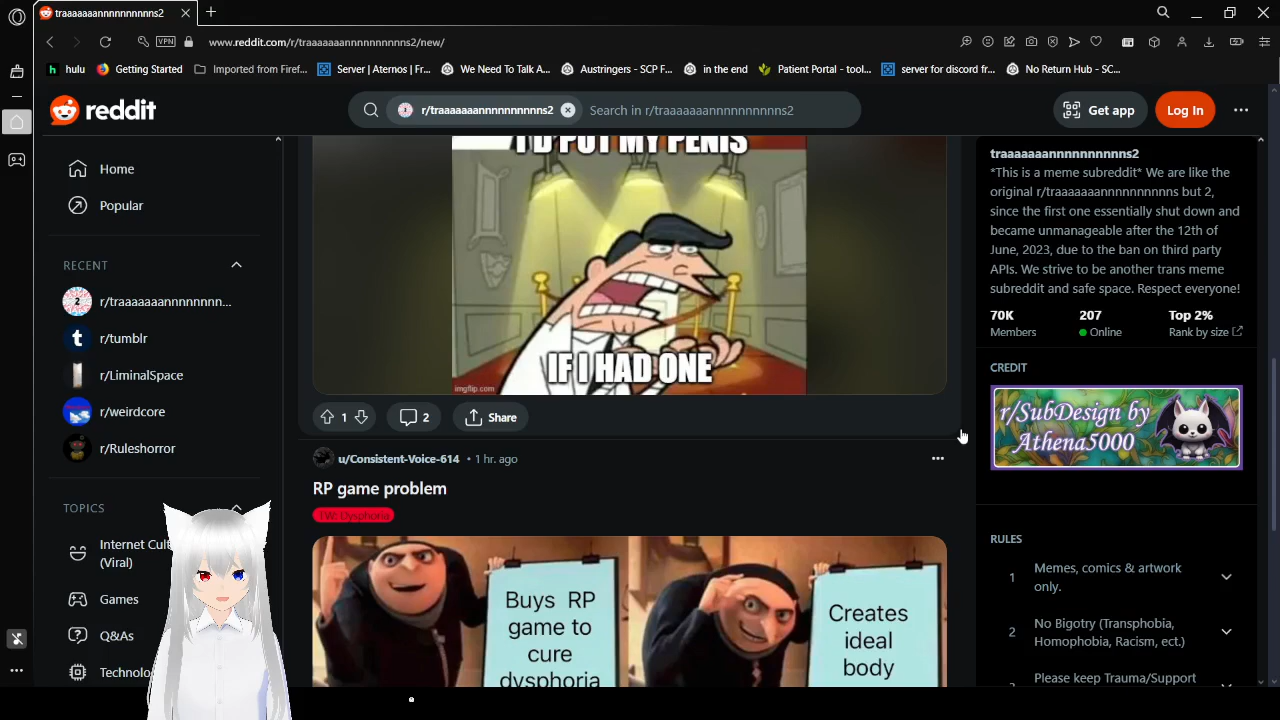 traaaaaaannnnnnnnnns2
VPN
www.reddit.com/r/traaaaaaannnnnnnnnns2/new/
hulu
Getting Started
Imported from Firef...
Server | Aternos | Fr...
We Need To Talk A...
Austringers - SCP F...
in the end
Patient Portal - tool...
server for discord fr...
No Return Hub - SC...
reddit
r/traaaaaaannnnnnnnnns2
Search in r/traaaaaaannnnnnnnnns2
Get app
Log In
Home
Popular
RECENT
r/traaaaaaannnnnnn...
r/tumblr
r/LiminalSpace
r/weirdcore
r/Ruleshorror
TOPICS
Internet Cult
(Viral)
Games
Q&As
Technolo
I'D PUT MY PENIS
IF I HAD ONE
imgflip.com
1
2
Share
u/Consistent-Voice-614 • 1 hr. ago
RP game problem
TW: Dysphoria
Buys RP
game to
cure
dysphoria
Creates
ideal
body
traaaaaaannnnnnnnnns2
*This is a meme subreddit* We are like the
original r/traaaaaaannnnnnnnnns but 2,
since the first one essentially shut down and
became unmanageable after the 12th of
June, 2023, due to the ban on third party
APIs. We strive to be another trans meme
subreddit and safe space. Respect everyone!
70K
207
Top 2%
Members
Online
Rank by size
CREDIT
r/SubDesign by
Athena5000
RULES
1
Memes, comics & artwork
only.
2
No Bigotry (Transphobia,
Homophobia, Racism, ect.)
Please keep Trauma/Support